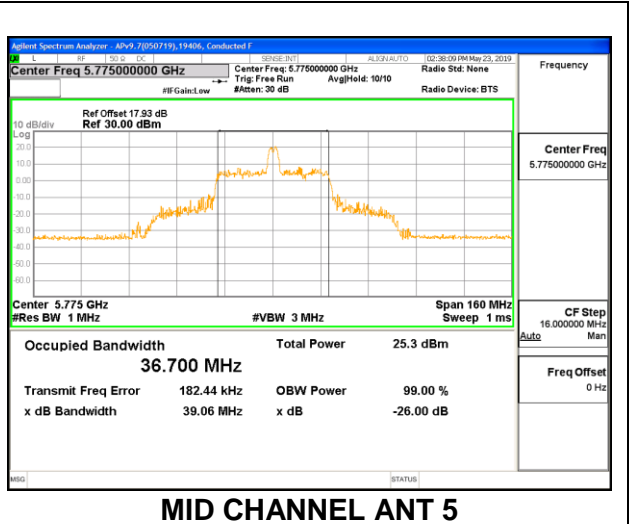 Agilent Spectrum Analyzer - APv9.7(050719),19406, Conducted F
L RF 50 Ω DC SENSE:INT ALIGN AUTO 02:38:09 PM May 23, 2019
Center Freq 5.775000000 GHz Center Freq: 5.775000000 GHz Radio Std: None Frequency
Trig: Free Run Avg|Hold: 10/10
#IFGain:Low #Atten: 30 dB Radio Device: BTS
Ref Offset 17.93 dB
10 dB/div Ref 30.00 dBm
Log
20.0
10.0
0.00
-10.0
-20.0
-30.0
-40.0
-50.0
-60.0
Center Freq
5.775000000 GHz
Center 5.775 GHz Span 160 MHz
#Res BW 1 MHz #VBW 3 MHz Sweep 1 ms
CF Step
16.000000 MHz
Auto Man
Occupied Bandwidth Total Power 25.3 dBm
36.700 MHz
Freq Offset
0 Hz
Transmit Freq Error 182.44 kHz OBW Power 99.00 %
x dB Bandwidth 39.06 MHz x dB -26.00 dB
MSG STATUS
MID CHANNEL ANT 5